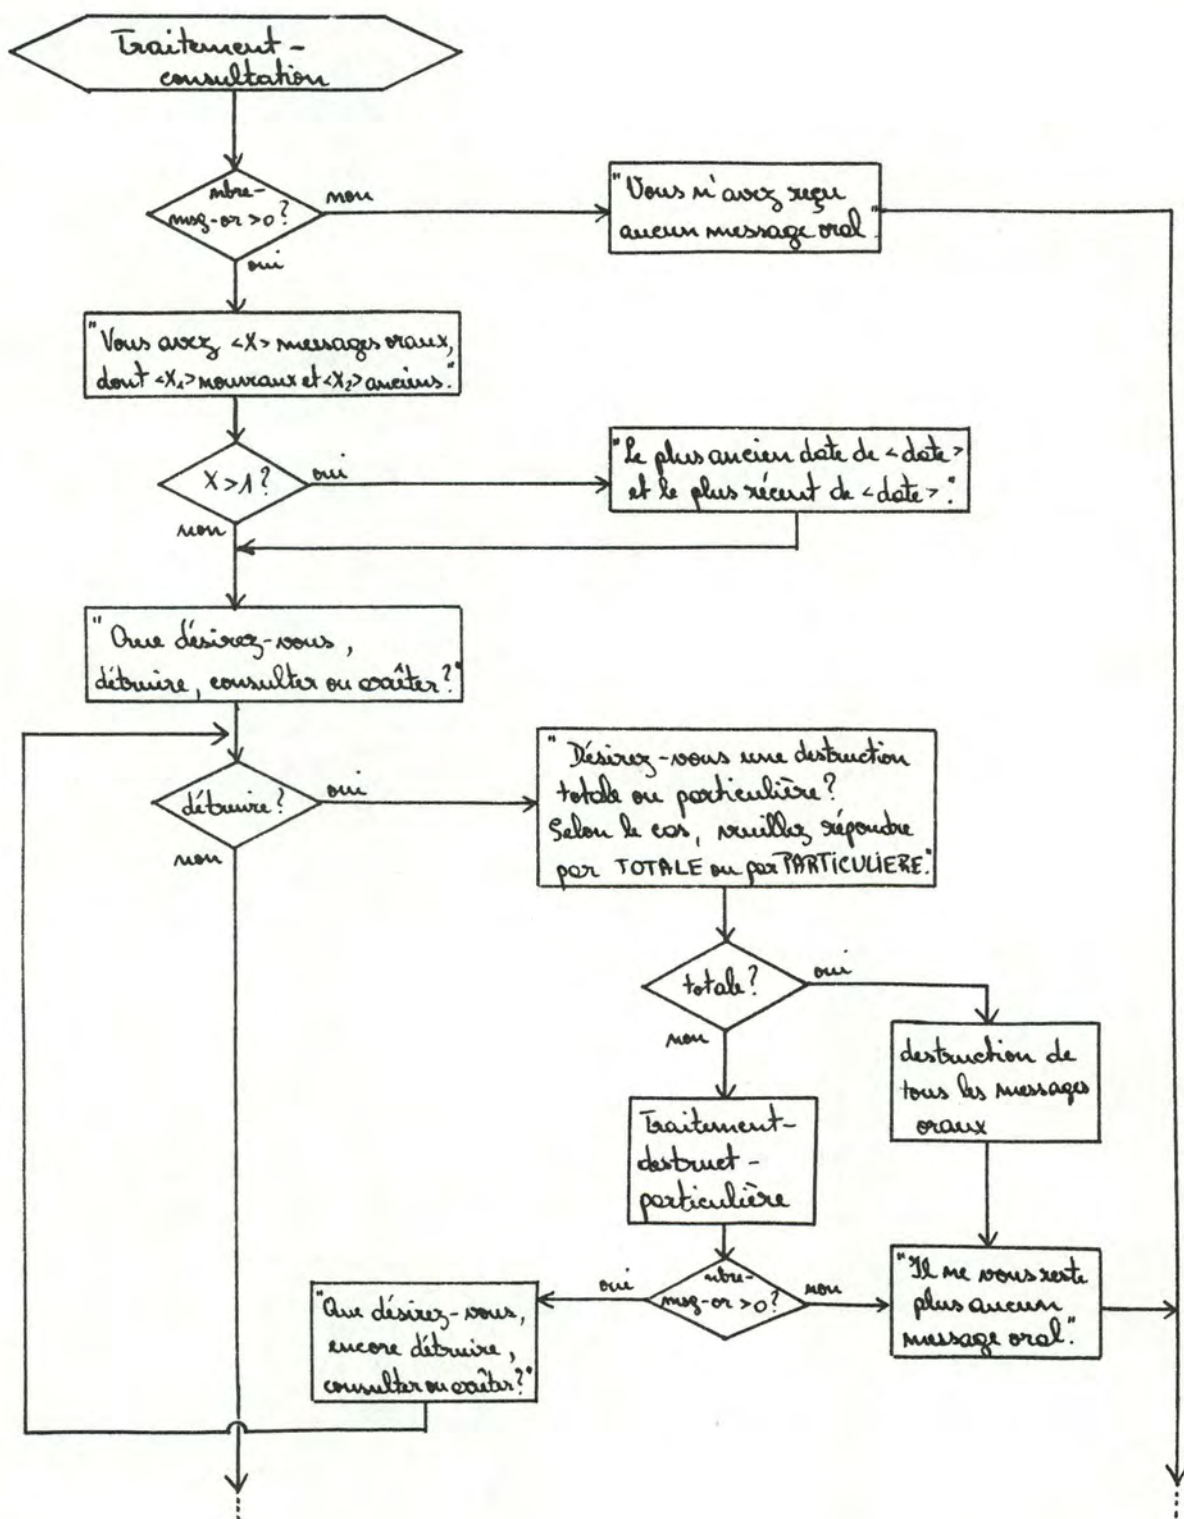 Traitement-
consultation
nbre-
msg-or >0?
non
oui
"Vous n'avez reçu
aucun message oral"
"Vous avez <X> messages oraux,
dont <X₁> nouveaux et <X₂> anciens."
X>1?
oui
non
"Le plus ancien date de <date>
et le plus récent de <date>."
"Que désirez-vous,
détruire, consulter ou arrêter?"
détruire?
oui
non
"Désirez-vous une destruction
totale ou particulière?
Selon le cas, veuillez répondre
par TOTALE ou par PARTICULIERE."
totale?
oui
non
destruction de
tous les messages
oraux
Traitement-
destruct-
particulière
nbre-
msg-or >0?
oui
non
"Il ne vous reste
plus aucun
message oral".
"Que désirez-vous,
encore détruire,
consulter ou arrêter?"